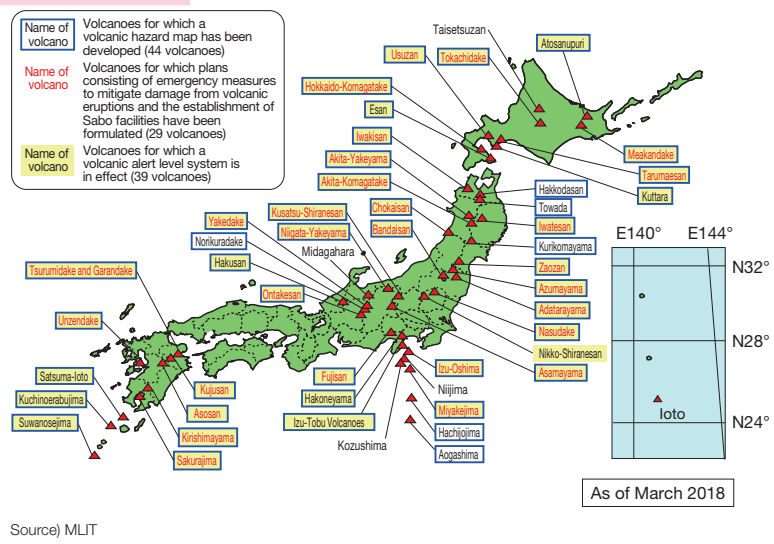 Name of
volcano
Volcanoes for which a
volcanic hazard map has been
developed (44 volcanoes)
Name of
volcano
Volcanoes for which plans
consisting of emergency measures
to mitigate damage from volcanic
eruptions and the establishment of
Sabo facilities have been
formulated (29 volcanoes)
Name of
volcano
Volcanoes for which a
volcanic alert level system is
in effect (39 volcanoes)
Taisetsuzan
Atosanupuri
Usuzan
Tokachidake
Hokkaido-Komagatake
Esan
Iwakisan
Akita-Yakeyama
Akita-Komagatake
Meakandake
Tarumaesan
Kuttara
Hakkodasan
Towada
Iwatesan
Kurikomayama
Zaozan
Azumayama
Adatarayama
Nasudake
Nikko-Shiranesan
Asamayama
Chokaisan
Bandaisan
Kusatsu-Shiranesan
Niigata-Yakeyama
Yakedake
Norikuradake
Midagahara
Hakusan
Ontakesan
Tsurumidake and Garandake
Unzendake
Satsuma-Ioto
Kuchinoerabujima
Suwanosejima
Kujusan
Asosan
Kirishimayama
Sakurajima
Fujisan
Hakoneyama
Izu-Tobu Volcanoes
Kozushima
Izu-Oshima
Niijima
Miyakejima
Hachijojima
Aogashima
E140°
E144°
N32°
N28°
N24°
Ioto
As of March 2018
Source) MLIT